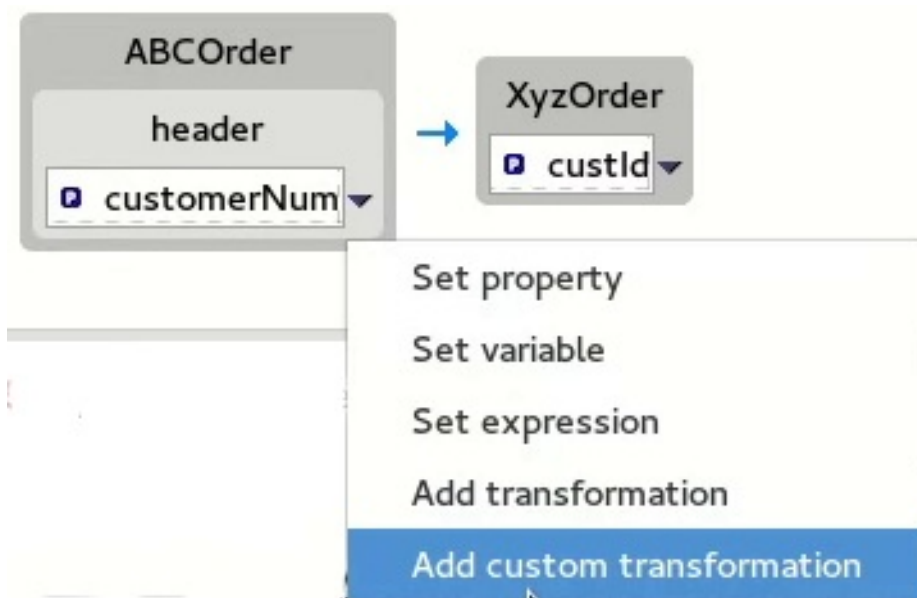 ABCOrder
header
customerNum
XyzOrder
custId
Set property
Set variable
Set expression
Add transformation
Add custom transformation